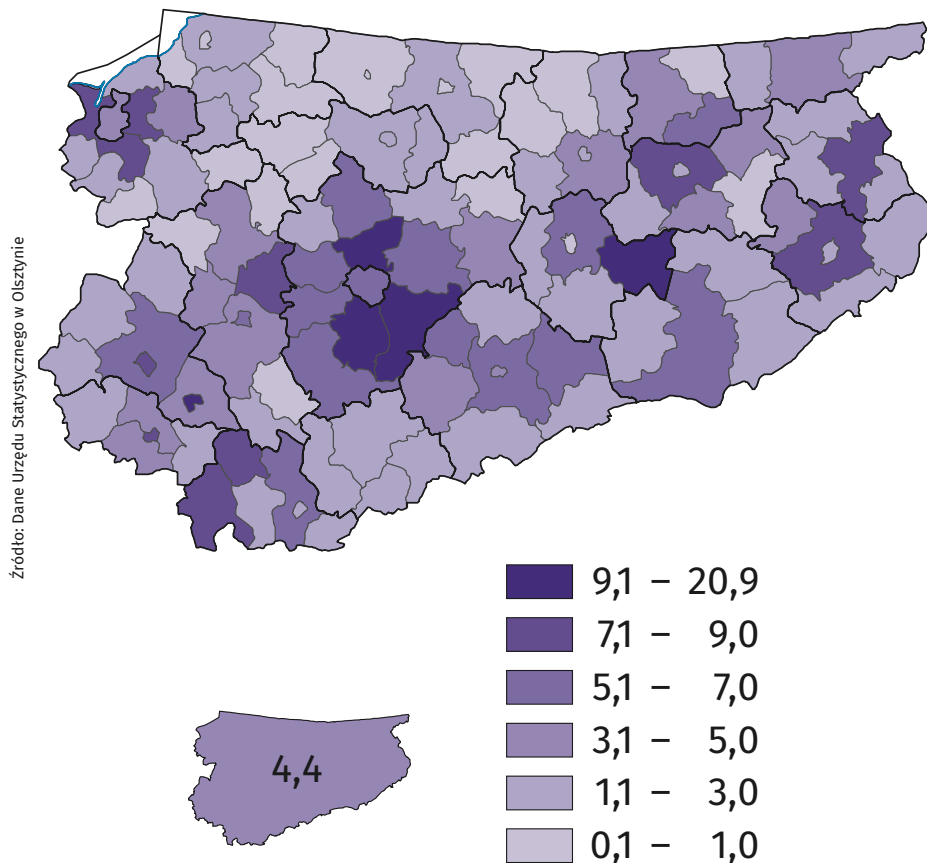 Źródło: Dane Urzędu Statystycznego w Olsztynie
9,1 – 20,9
7,1 – 9,0
5,1 – 7,0
3,1 – 5,0
1,1 – 3,0
0,1 – 1,0
4,4